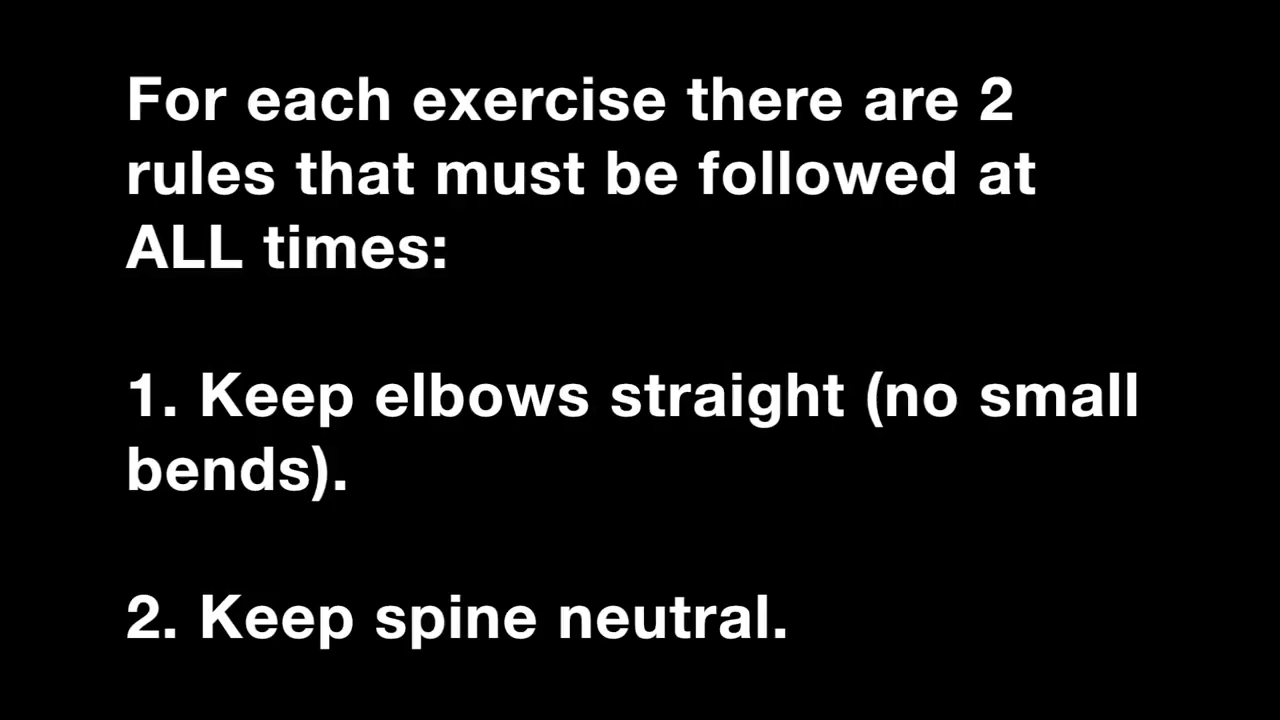 For each exercise there are 2
rules that must be followed at
ALL times:
1. Keep elbows straight (no small
bends).
2. Keep spine neutral.